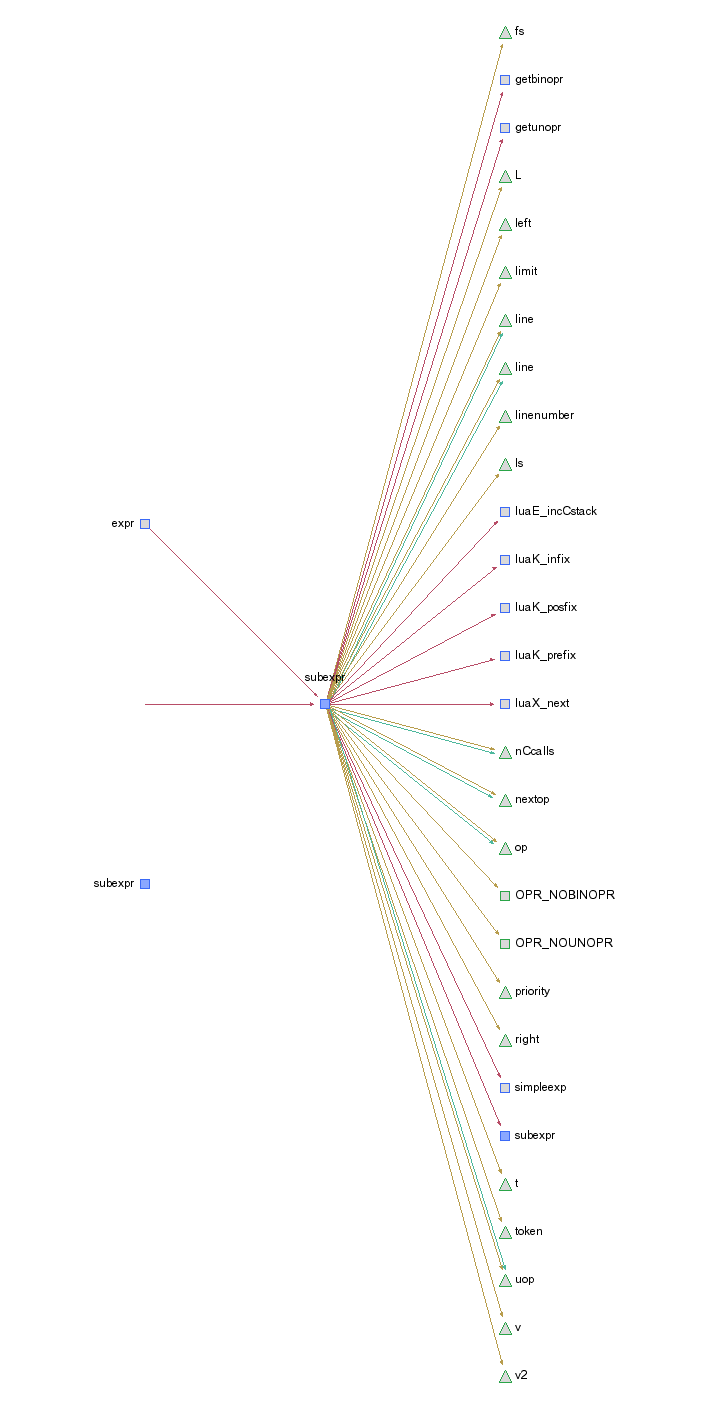 fs
getbinopr
getunopr
L
left
limit
line
line
linenumber
ls
expr
luaE_incCstack
luaK_infix
luaK_posfix
luaK_prefix
subexpr
luaX_next
nCcalls
nextop
op
subexpr
OPR_NOBINOPR
OPR_NOUNOPR
priority
right
simpleexp
subexpr
t
token
uop
v
v2